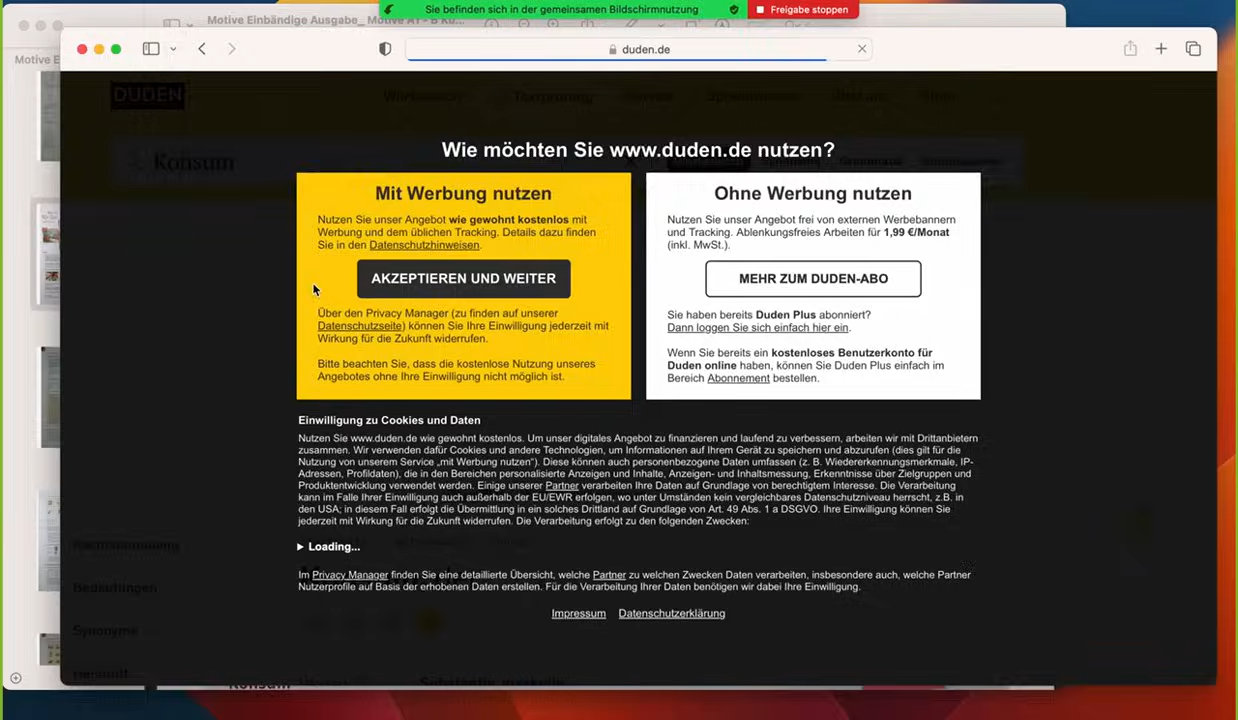 Motive Einbändige Ausgabe_ Motive A1 - B Ku...
Sie befinden sich in der gemeinsamen Bildschirmnutzung
Freigabe stoppen
Motive E
duden.de
DUDEN
Konsum
Wie möchten Sie www.duden.de nutzen?
Mit Werbung nutzen
Nutzen Sie unser Angebot wie gewohnt kostenlos mit
Werbung und dem üblichen Tracking. Details dazu finden
Sie in den Datenschutzhinweisen.
AKZEPTIEREN UND WEITER
Über den Privacy Manager (zu finden auf unserer
Datenschutzseite) können Sie Ihre Einwilligung jederzeit mit
Wirkung für die Zukunft widerrufen.
Bitte beachten Sie, dass die kostenlose Nutzung unseres
Angebotes ohne Ihre Einwilligung nicht möglich ist.
Ohne Werbung nutzen
Nutzen Sie unser Angebot frei von externen Werbebannern
und Tracking. Ablenkungsfreies Arbeiten für 1,99 €/Monat
(inkl. MwSt.).
MEHR ZUM DUDEN-ABO
Sie haben bereits Duden Plus abonniert?
Dann loggen Sie sich einfach hier ein.
Wenn Sie bereits ein kostenloses Benutzerkonto für
Duden online haben, können Sie Duden Plus einfach im
Bereich Abonnement bestellen.
Einwilligung zu Cookies und Daten
Nutzen Sie www.duden.de wie gewohnt kostenlos. Um unser digitales Angebot zu finanzieren und laufend zu verbessern, arbeiten wir mit Drittanbietern
zusammen. Wir verwenden dafür Cookies und andere Technologien, um Informationen auf Ihrem Gerät zu speichern und abzurufen (dies gilt für die
Nutzung von unserem Service „mit Werbung nutzen“). Diese können auch personenbezogene Daten umfassen (z. B. Wiedererkennungsmerkmale, IP-
Adressen, Profildaten), die in den Bereichen personalisierte Anzeigen und Inhalte, Anzeigen- und Inhaltsmessung, Erkenntnisse über Zielgruppen und
Produktentwicklung verwendet werden. Einige unserer Partner verarbeiten Ihre Daten auf Grundlage von berechtigtem Interesse. Die Verarbeitung
kann im Falle Ihrer Einwilligung auch außerhalb der EU/EWR erfolgen, wo unter Umständen kein vergleichbares Datenschutzniveau herrscht, z.B. in
den USA; in diesem Fall erfolgt die Übermittlung in ein solches Drittland auf Grundlage von Art. 49 Abs. 1 a DSGVO. Ihre Einwilligung können Sie
jederzeit mit Wirkung für die Zukunft widerrufen. Die Verarbeitung erfolgt zu den folgenden Zwecken:
Loading...
Im Privacy Manager finden Sie eine detaillierte Übersicht, welche Partner zu welchen Zwecken Daten verarbeiten, insbesondere auch, welche Partner
Nutzerprofile auf Basis der erhobenen Daten erstellen. Für die Verarbeitung Ihrer Daten benötigen wir dabei Ihre Einwilligung.
Impressum Datenschutzerklärung
Rechtschreibung
Bedeutungen
Synonyme
Herkunft